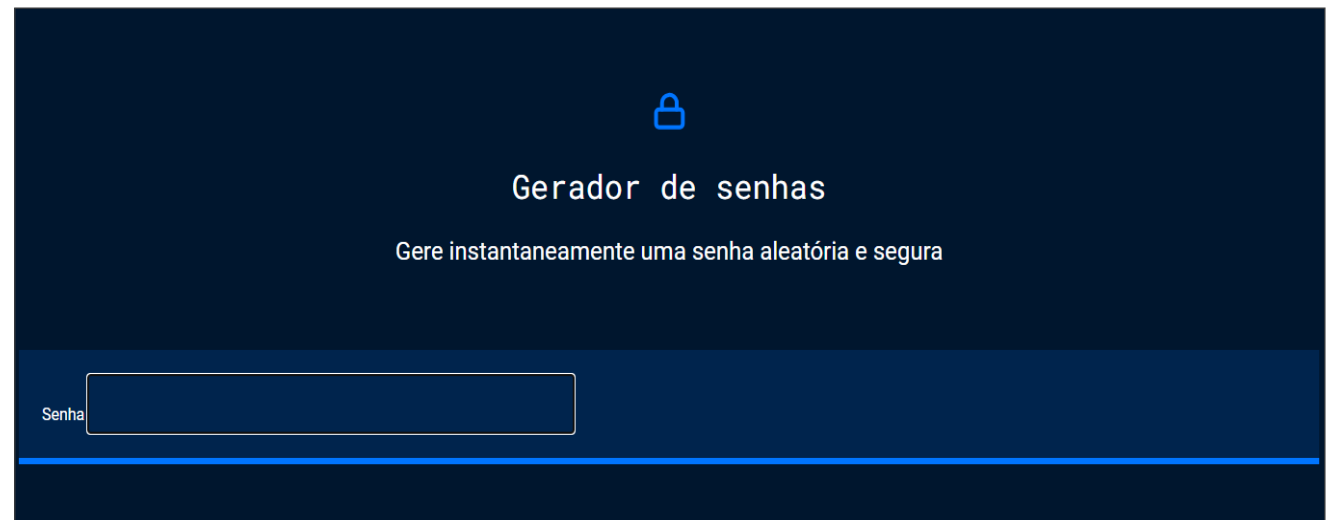 Gerador de senhas
Gere instantaneamente uma senha aleatória e segura
Senha